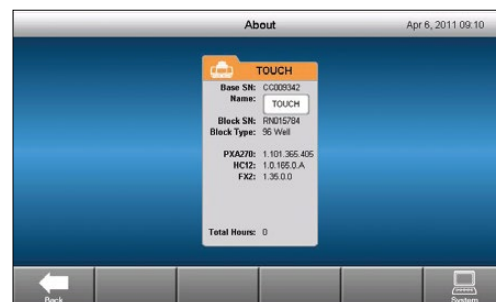 About Apr 6, 2011 09:10
TOUCH
Base SN: CC009342
Name: TOUCH
Block SN: RN015784
Block Type: 96 Well
PXA270: 1.101.365.405
HC12: 1.0.165.0.A
FX2: 1.35.0.0
Total Hours: 0
Back System